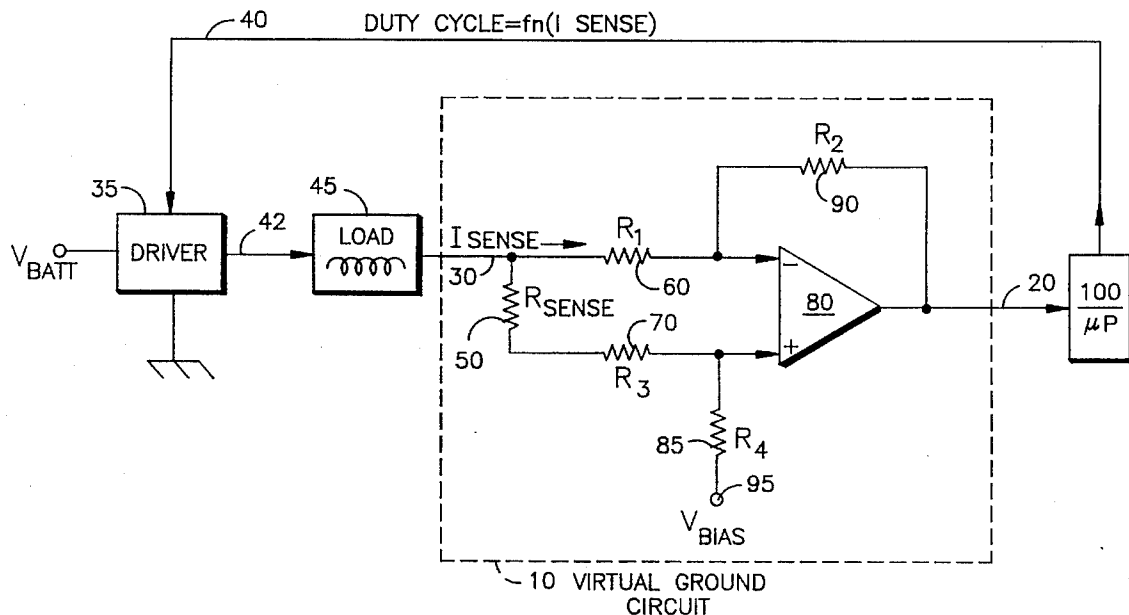 40
DUTY CYCLE=fn(I SENSE)
R2
90
35
DRIVER
VBATT
42
45
LOAD
I SENSE
30
R1
60
RSENSE
50
70
R3
−
80
+
20
100
μP
85
R4
95
VBIAS
10 VIRTUAL GROUND
CIRCUIT